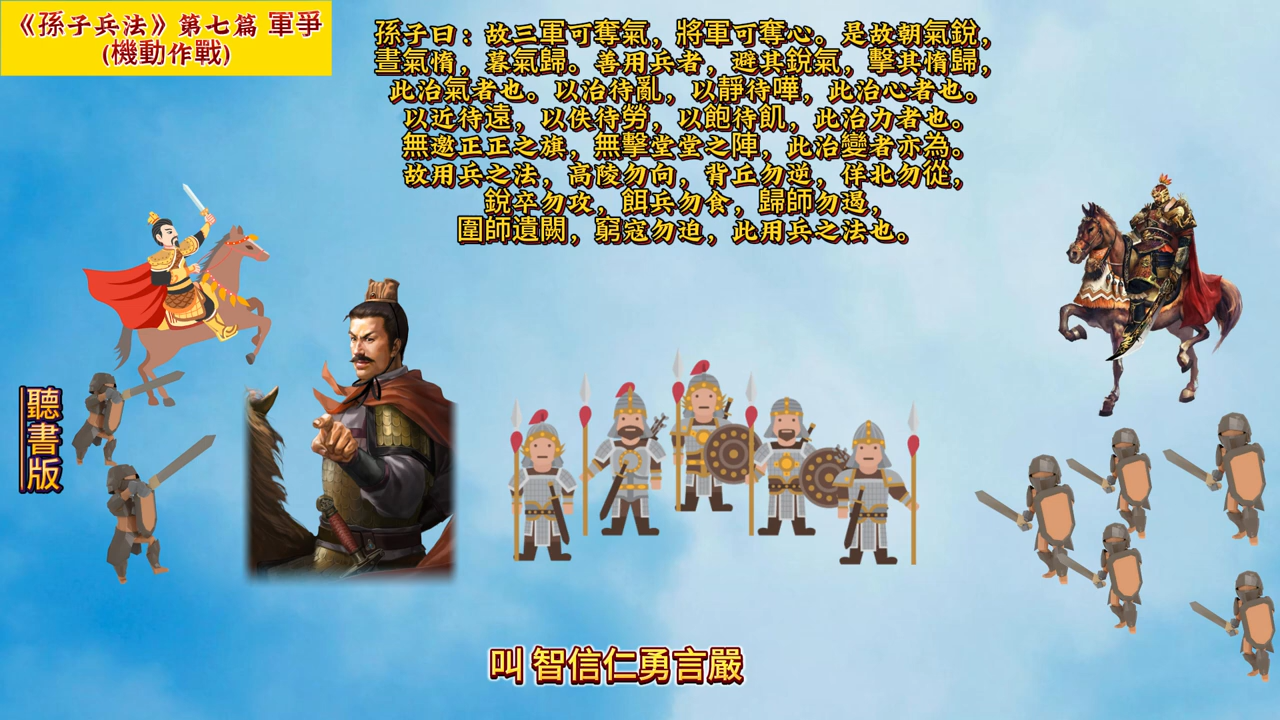 《孫子兵法》第七篇 軍爭
(機動作戰)
孫子曰：故三軍可奪氣，將軍可奪心。是故朝氣銳，
晝氣惰，暮氣歸。善用兵者，避其銳氣，擊其惰歸，
此治氣者也。以治待亂，以靜待嘩，此治心者也。
以近待遠，以佚待勞，以飽待飢，此治力者也。
無邀正正之旗，無擊堂堂之陣，此治變者亦為。
故用兵之法，高陵勿向，背丘勿逆，佯北勿從，
銳卒勿攻，餌兵勿食，歸師勿遏，
圍師遺闕，窮寇勿迫，此用兵之法也。
聽書版
叫 智信仁勇言嚴